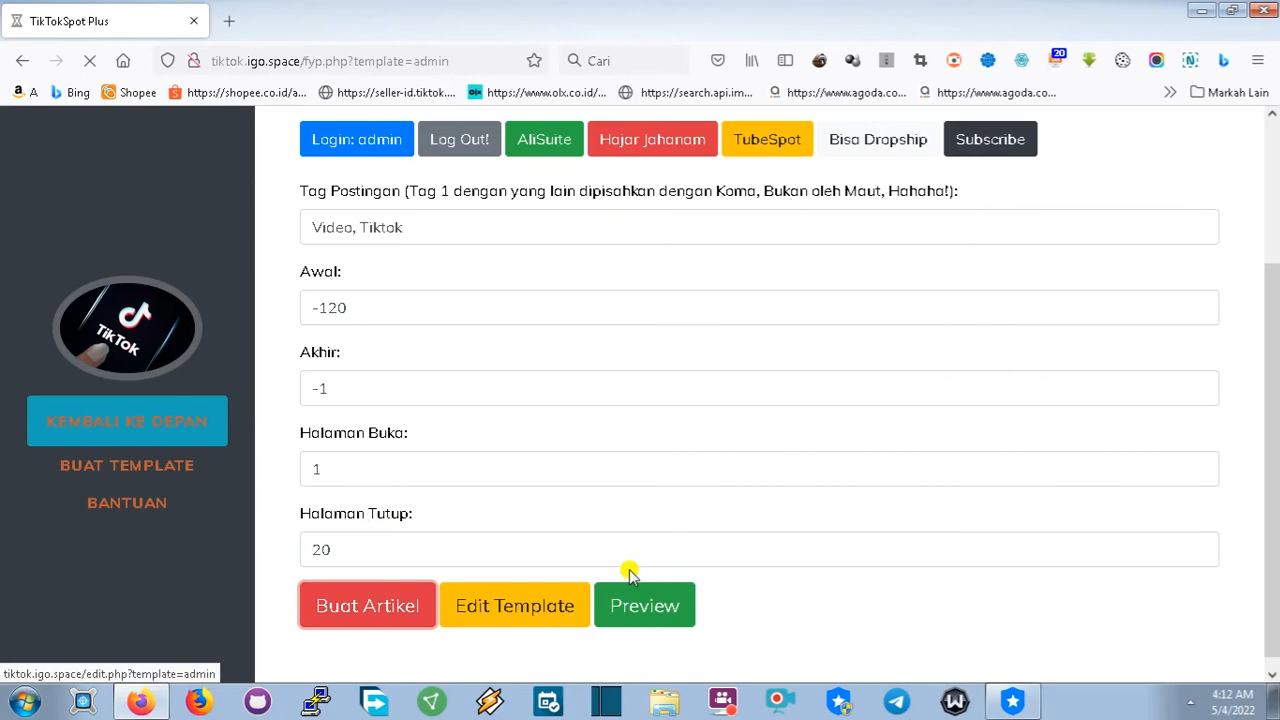 TikTokSpot Plus
tiktok.igo.space/fyp.php?template=admin
Cari
20
A
Bing
Shopee
https://shopee.co.id/a...
https://seller-id.tiktok....
https://www.olx.co.id/...
https://search.api.im...
https://www.agoda.co...
https://www.agoda.co...
Markah Lain
Login: admin
Log Out!
AliSuite
Hajar Jahanam
TubeSpot
Bisa Dropship
Subscribe
Tag Postingan (Tag 1 dengan yang lain dipisahkan dengan Koma, Bukan oleh Maut, Hahaha!):
Video, Tiktok
Awal:
-120
TikTok
Akhir:
-1
KEMBALI KE DEPAN
Halaman Buka:
BUAT TEMPLATE
1
BANTUAN
Halaman Tutup:
20
Buat Artikel
Edit Template
Preview
tiktok.igo.space/edit.php?template=admin
4:12 AM
5/4/2022